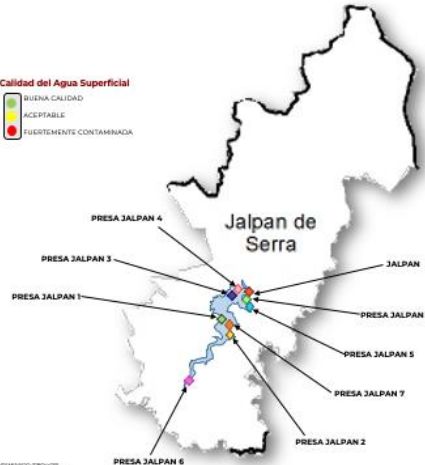 Calidad del Agua Superficial
BUENA CALIDAD
ACEPTABLE
FUERTEMENTE CONTAMINADA
PRESA JALPAN 4
Jalpan de
Serra
PRESA JALPAN 3
JALPAN
PRESA JALPAN 1
PRESA JALPAN
PRESA JALPAN 5
PRESA JALPAN 7
PRESA JALPAN 2
PRESA JALPAN 6